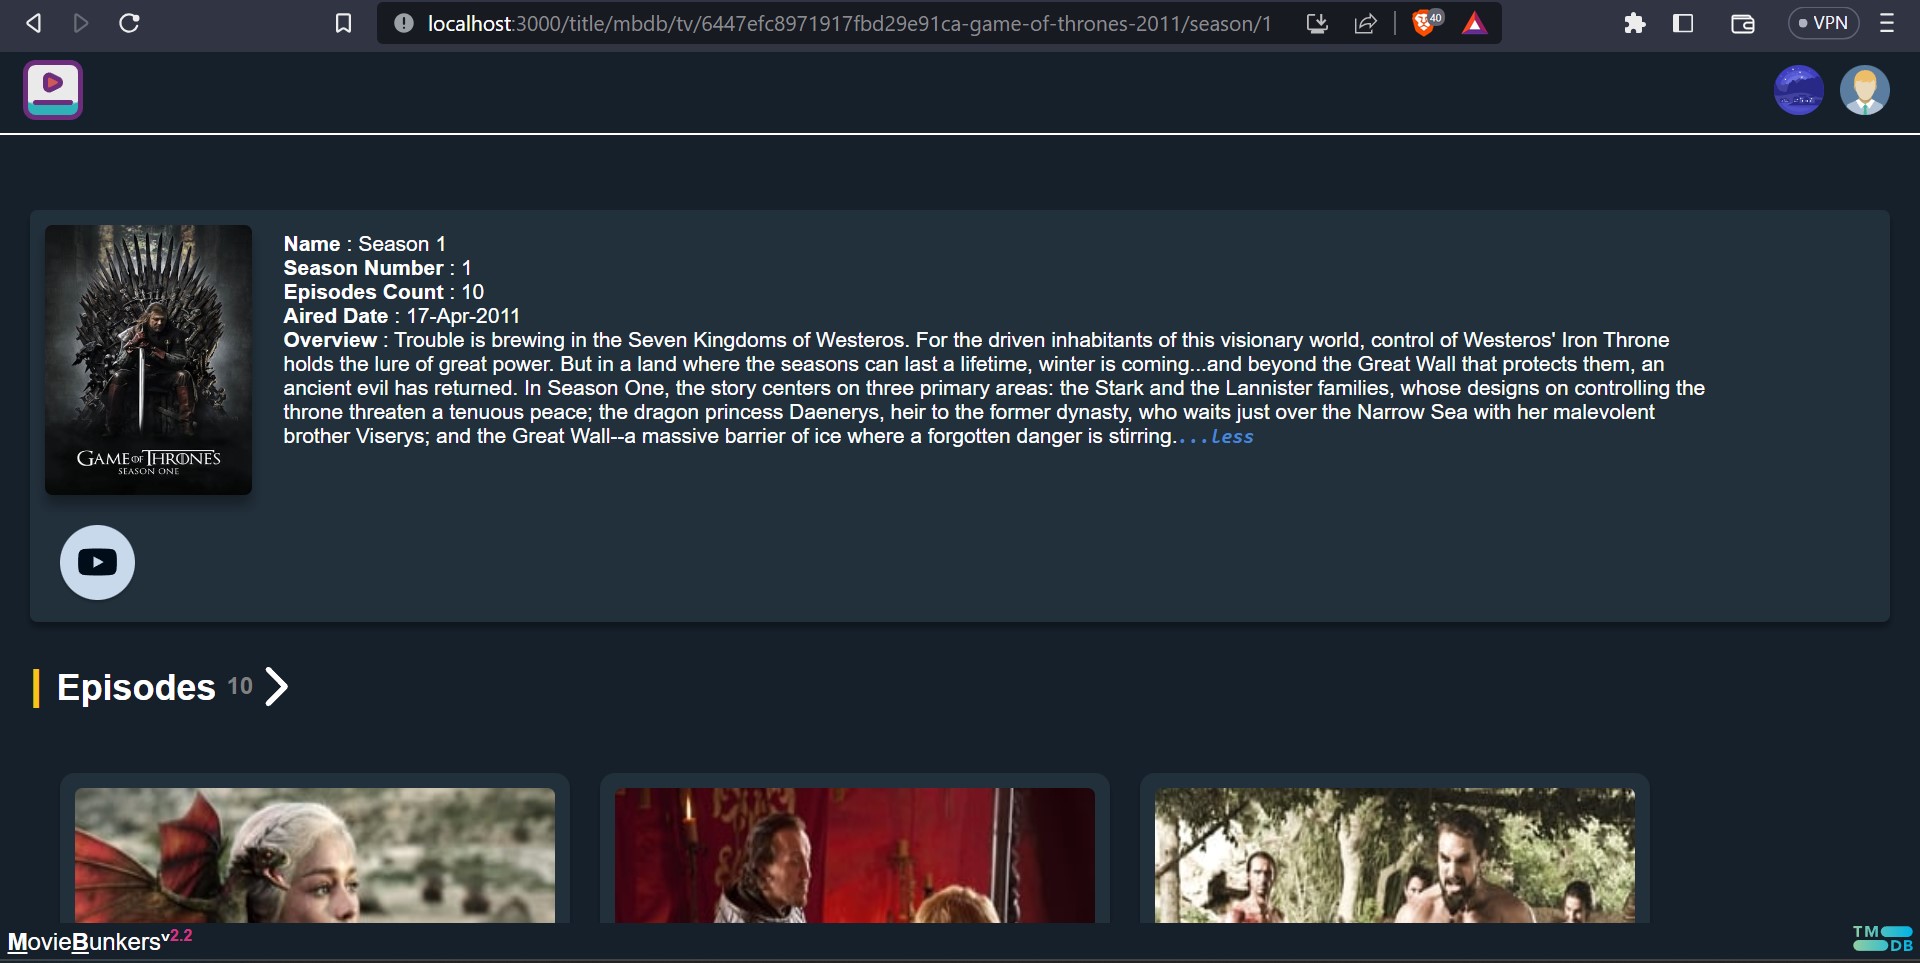 localhost:3000/title/mbdb/tv/6447efc8971917fbd29e91ca-game-of-thrones-2011/season/1
40
VPN
Name : Season 1
Season Number : 1
Episodes Count : 10
Aired Date : 17-Apr-2011
Overview : Trouble is brewing in the Seven Kingdoms of Westeros. For the driven inhabitants of this visionary world, control of Westeros' Iron Throne
holds the lure of great power. But in a land where the seasons can last a lifetime, winter is coming...and beyond the Great Wall that protects them, an
ancient evil has returned. In Season One, the story centers on three primary areas: the Stark and the Lannister families, whose designs on controlling the
throne threaten a tenuous peace; the dragon princess Daenerys, heir to the former dynasty, who waits just over the Narrow Sea with her malevolent
brother Viserys; and the Great Wall--a massive barrier of ice where a forgotten danger is stirring....less
GAME OF THRONES
SEASON ONE
Episodes 10
MovieBunkersv2.2
TM
DB